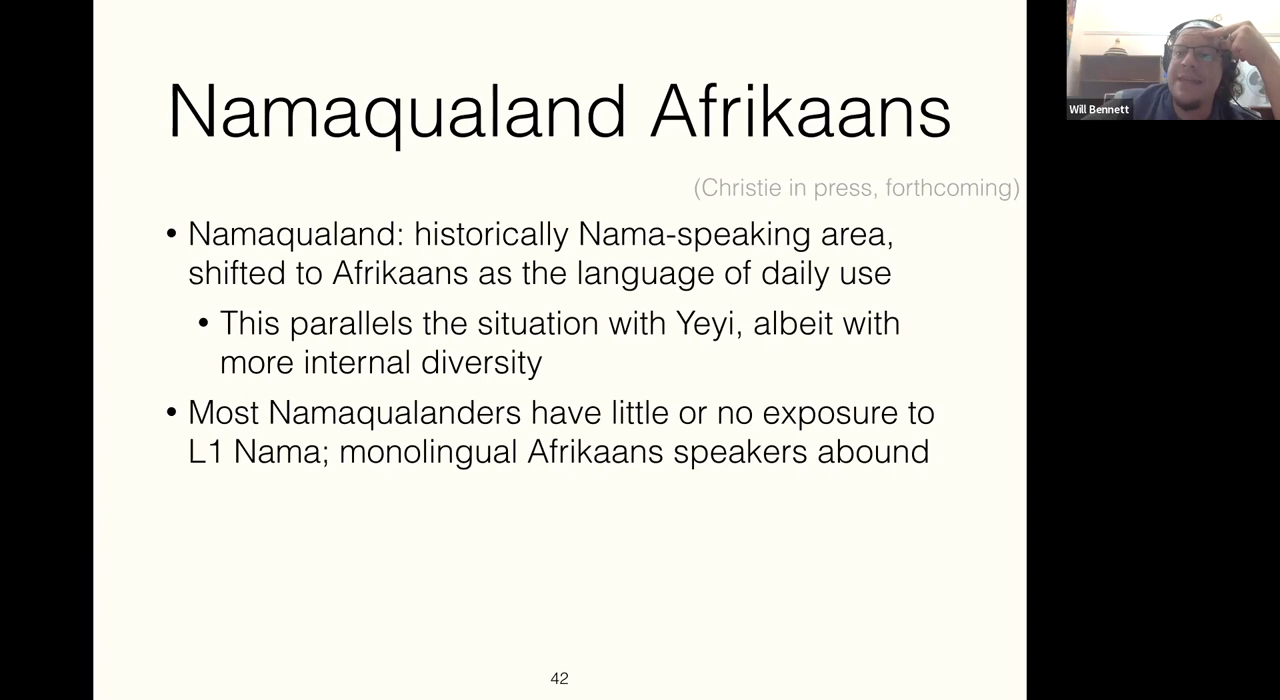 Namaqualand Afrikaans
(Christie in press, forthcoming)
• Namaqualand: historically Nama-speaking area,
shifted to Afrikaans as the language of daily use
• This parallels the situation with Yeyi, albeit with
more internal diversity
• Most Namaqualanders have little or no exposure to
L1 Nama; monolingual Afrikaans speakers abound
42
Will Bennett